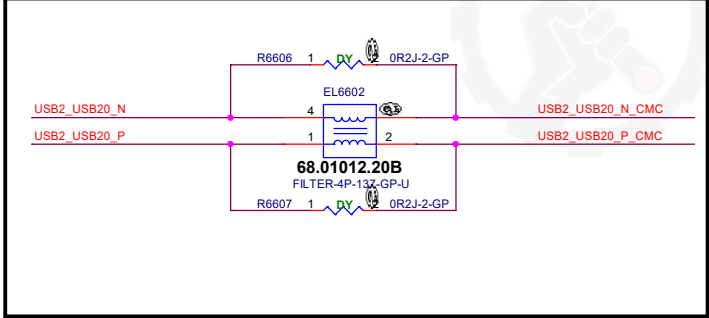 R6606 1 DY 2 0R2J-2-GP
EL6602
USB2_USB20_N 4 USB2_USB20_N_CMC
USB2_USB20_P 1 2 USB2_USB20_P_CMC
68.01012.20B
FILTER-4P-137-GP-U
R6607 1 DY 2 0R2J-2-GP